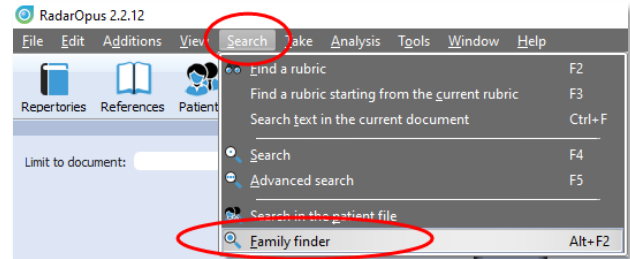 RadarOpus 2.2.12
File Edit Additions View Search Take Analysis Tools Window Help
Find a rubric F2
Repertories References Patient
Find a rubric starting from the current rubric F3
Search text in the current document Ctrl+F
Limit to document:
Search F4
Advanced search F5
Search in the patient file
Family finder Alt+F2